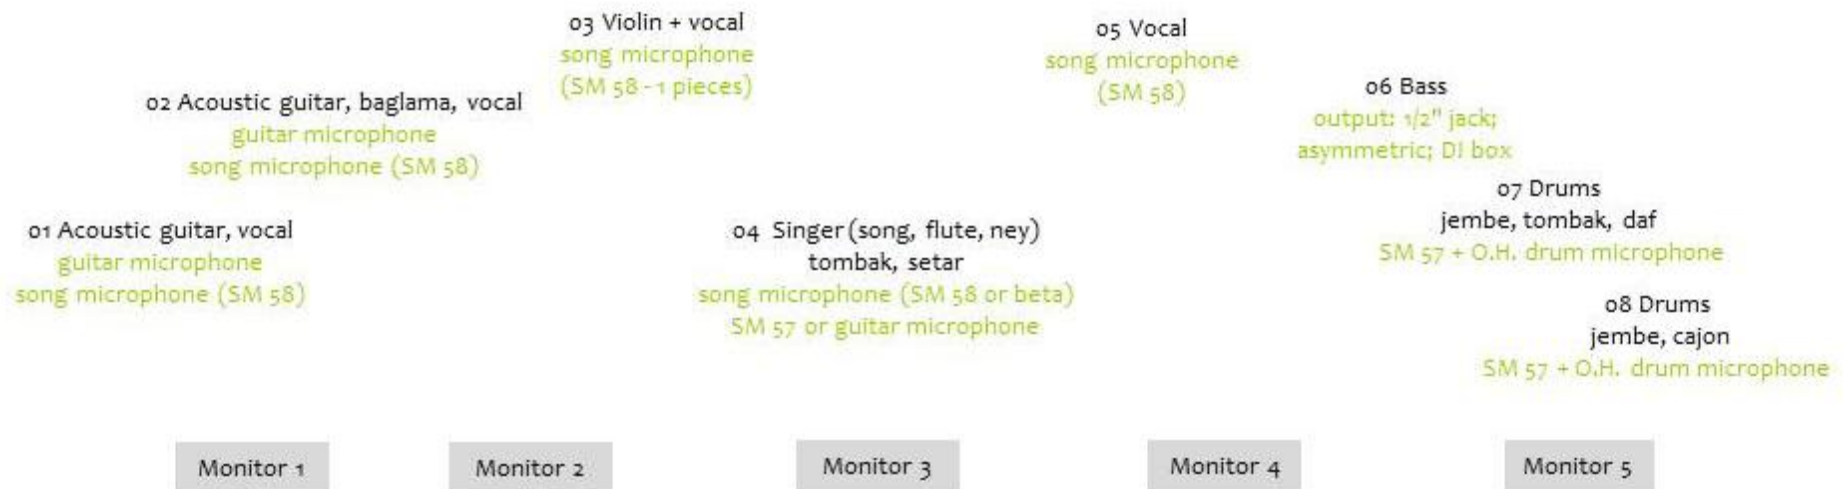 03 Violin + vocal
song microphone
(SM 58 - 1 pieces)
05 Vocal
song microphone
(SM 58)
02 Acoustic guitar, baglama, vocal
guitar microphone
song microphone (SM 58)
06 Bass
output: 1/2" jack;
asymmetric; DI box
01 Acoustic guitar, vocal
guitar microphone
song microphone (SM 58)
04 Singer (song, flute, ney)
tombak, setar
song microphone (SM 58 or beta)
SM 57 or guitar microphone
07 Drums
jembe, tombak, daf
SM 57 + O.H. drum microphone
08 Drums
jembe, cajon
SM 57 + O.H. drum microphone
Monitor 1
Monitor 2
Monitor 3
Monitor 4
Monitor 5